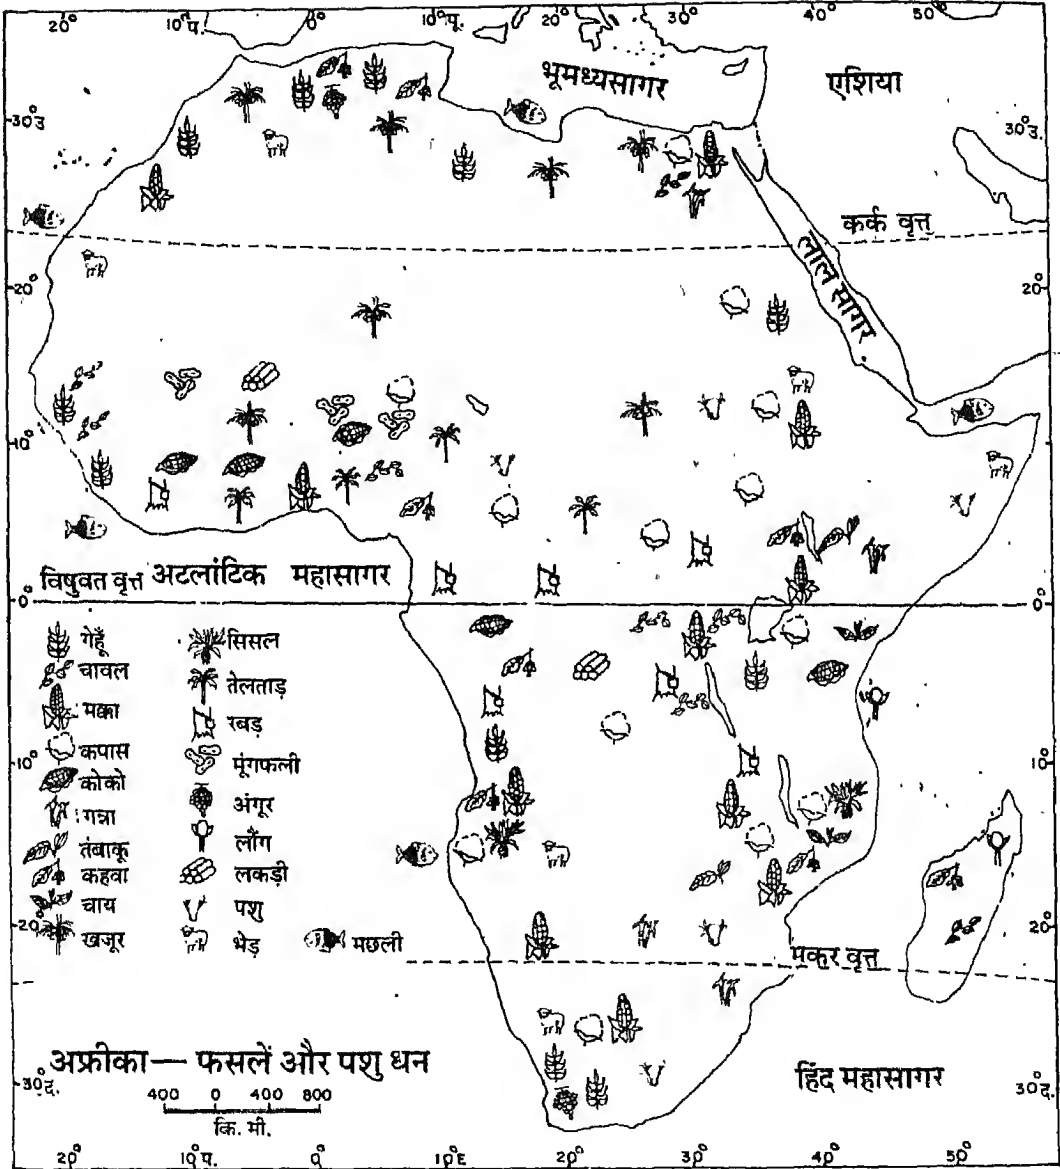 20° 10°प. 0° 10°पू. 20° 30° 40° 50°
भूमध्यसागर
एशिया
30°उ 30°उ.
कर्क वृत्त
लाल सागर
20° 20°
10° 10°
विषुवत वृत्त अटलांटिक महासागर
0° 0°
गेहूँ
चावल
मक्का
कपास
कोको
गन्ना
तंबाकू
कहवा
चाय
खजूर
सिसल
तेलताड़
रबड़
मूंगफली
अंगूर
लौंग
लकड़ी
पशु
भेड़
मछली
10° 10°
20° 20°
मकर वृत्त
अफ्रीका — फसलें और पशु धन
हिंद महासागर
30°द. 30°द.
400 0 400 800
कि. मी.
20° 10°प. 0° 10°E 20° 30° 40° 50°